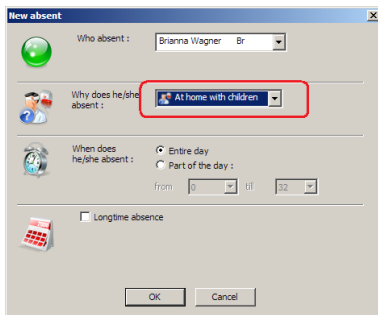 New absent
Who absent : Brianna Wagner Br
Why does he/she absent : At home with children
When does he/she absent : Entire day
Part of the day :
from 0 til 32
Longtime absence
OK Cancel